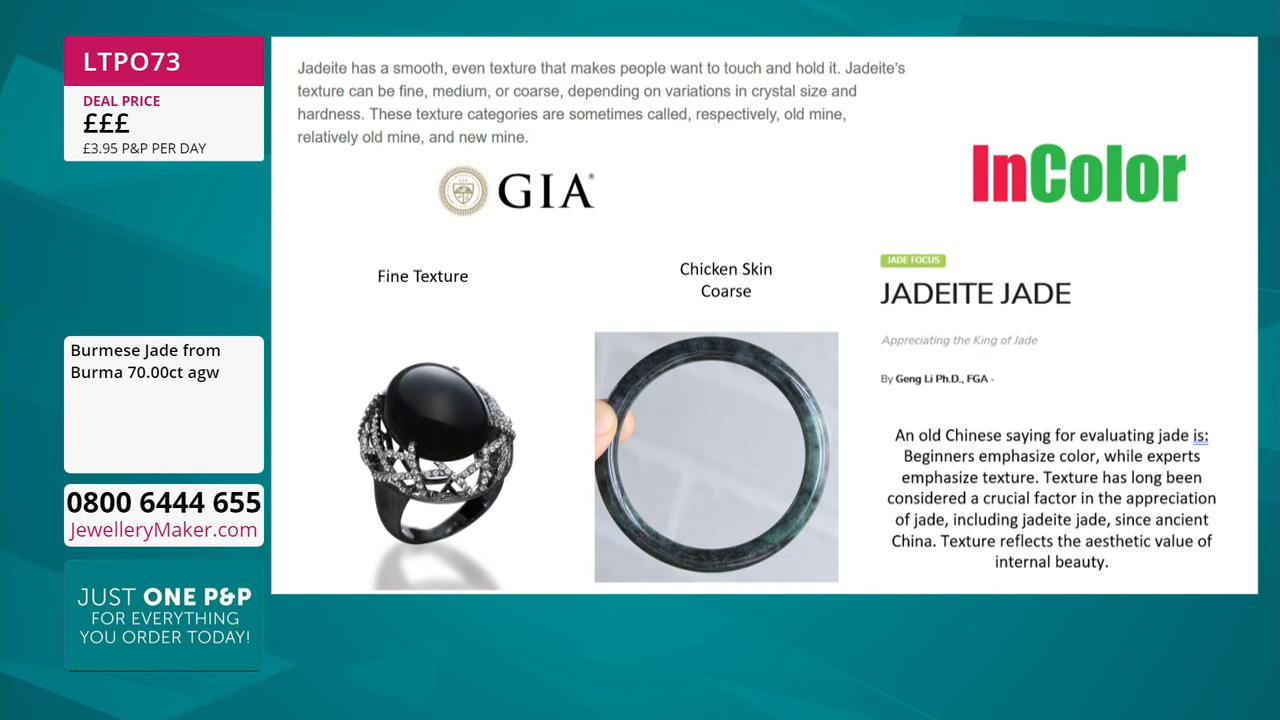 LTPO73
DEAL PRICE
£££
£3.95 P&P PER DAY
Burmese Jade from
Burma 70.00ct agw
0800 6444 655
JewelleryMaker.com
JUST ONE P&P
FOR EVERYTHING
YOU ORDER TODAY!
Jadeite has a smooth, even texture that makes people want to touch and hold it. Jadeite's
texture can be fine, medium, or coarse, depending on variations in crystal size and
hardness. These texture categories are sometimes called, respectively, old mine,
relatively old mine, and new mine.
GIA®
InColor
Fine Texture
Chicken Skin
Coarse
JADE FOCUS
JADEITE JADE
Appreciating the King of Jade
By Geng Li Ph.D., FGA -
An old Chinese saying for evaluating jade is:
Beginners emphasize color, while experts
emphasize texture. Texture has long been
considered a crucial factor in the appreciation
of jade, including jadeite jade, since ancient
China. Texture reflects the aesthetic value of
internal beauty.